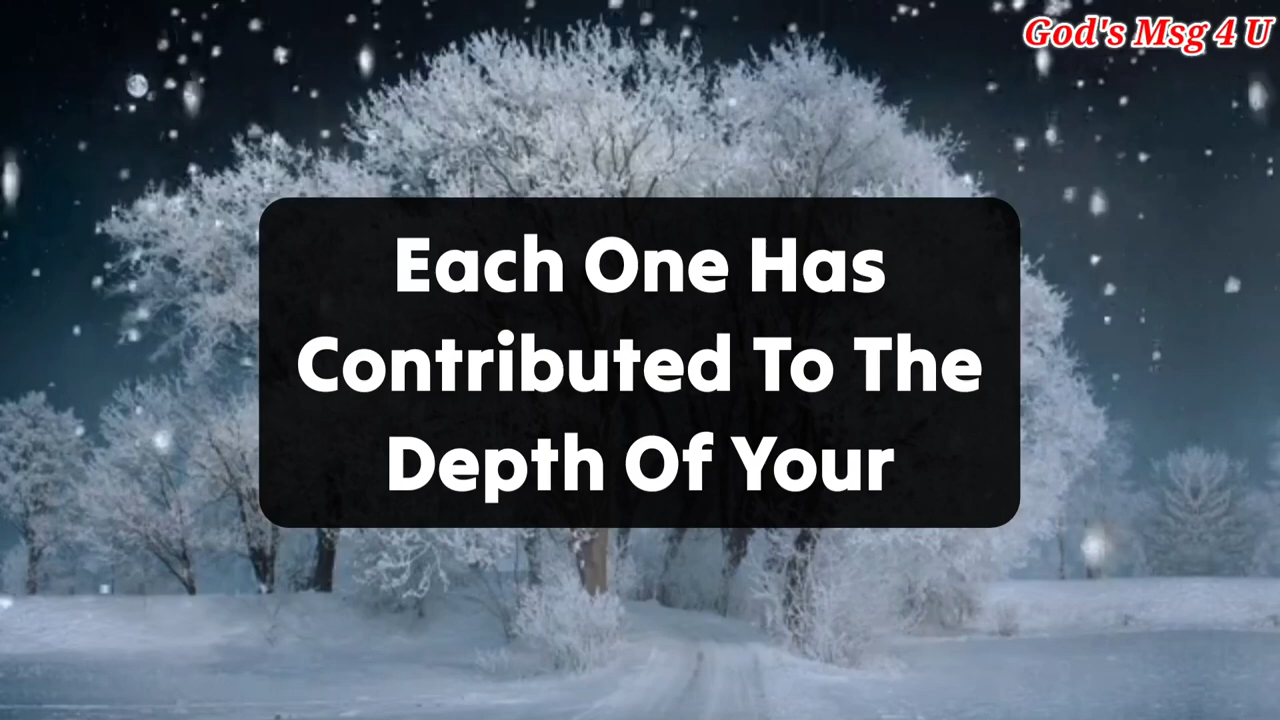 God's Msg 4 U
Each One Has
Contributed To The
Depth Of Your